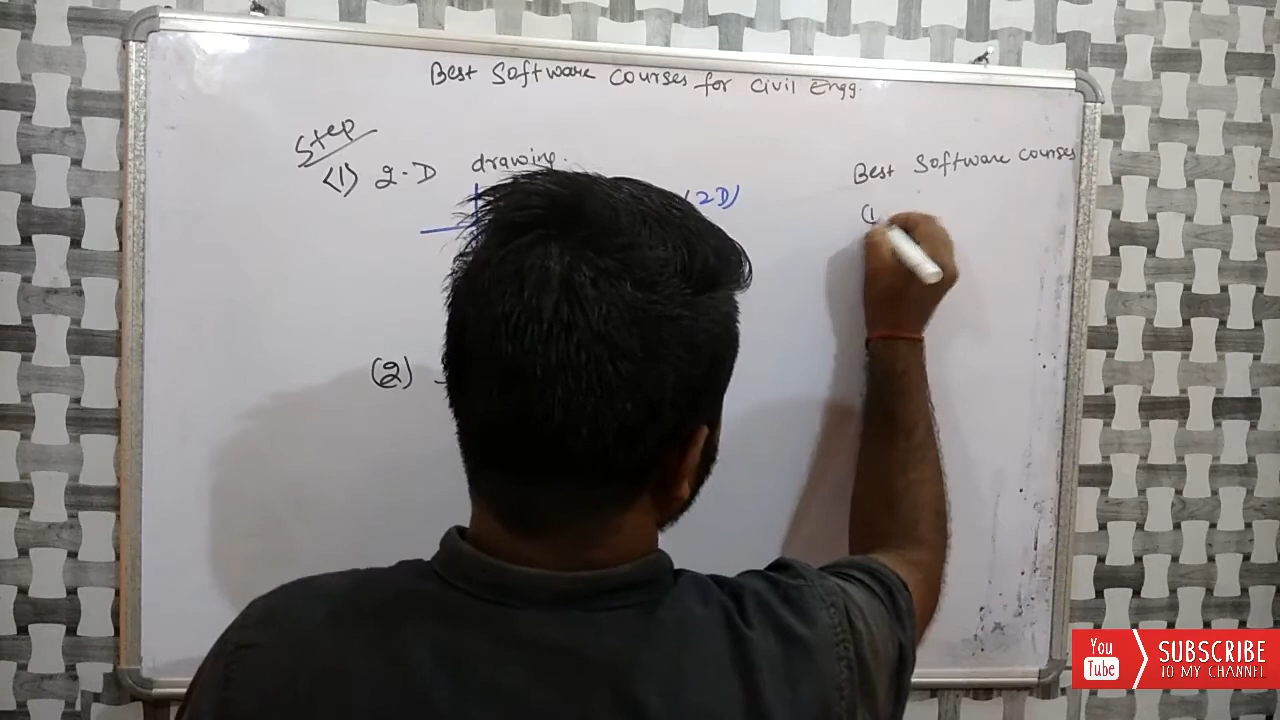 Best Software Courses for Civil Engg.
Step
(1) 2.D drawing.
(2D)
(2)
Best Software courses
(1
You Tube
SUBSCRIBE
TO MY CHANNEL